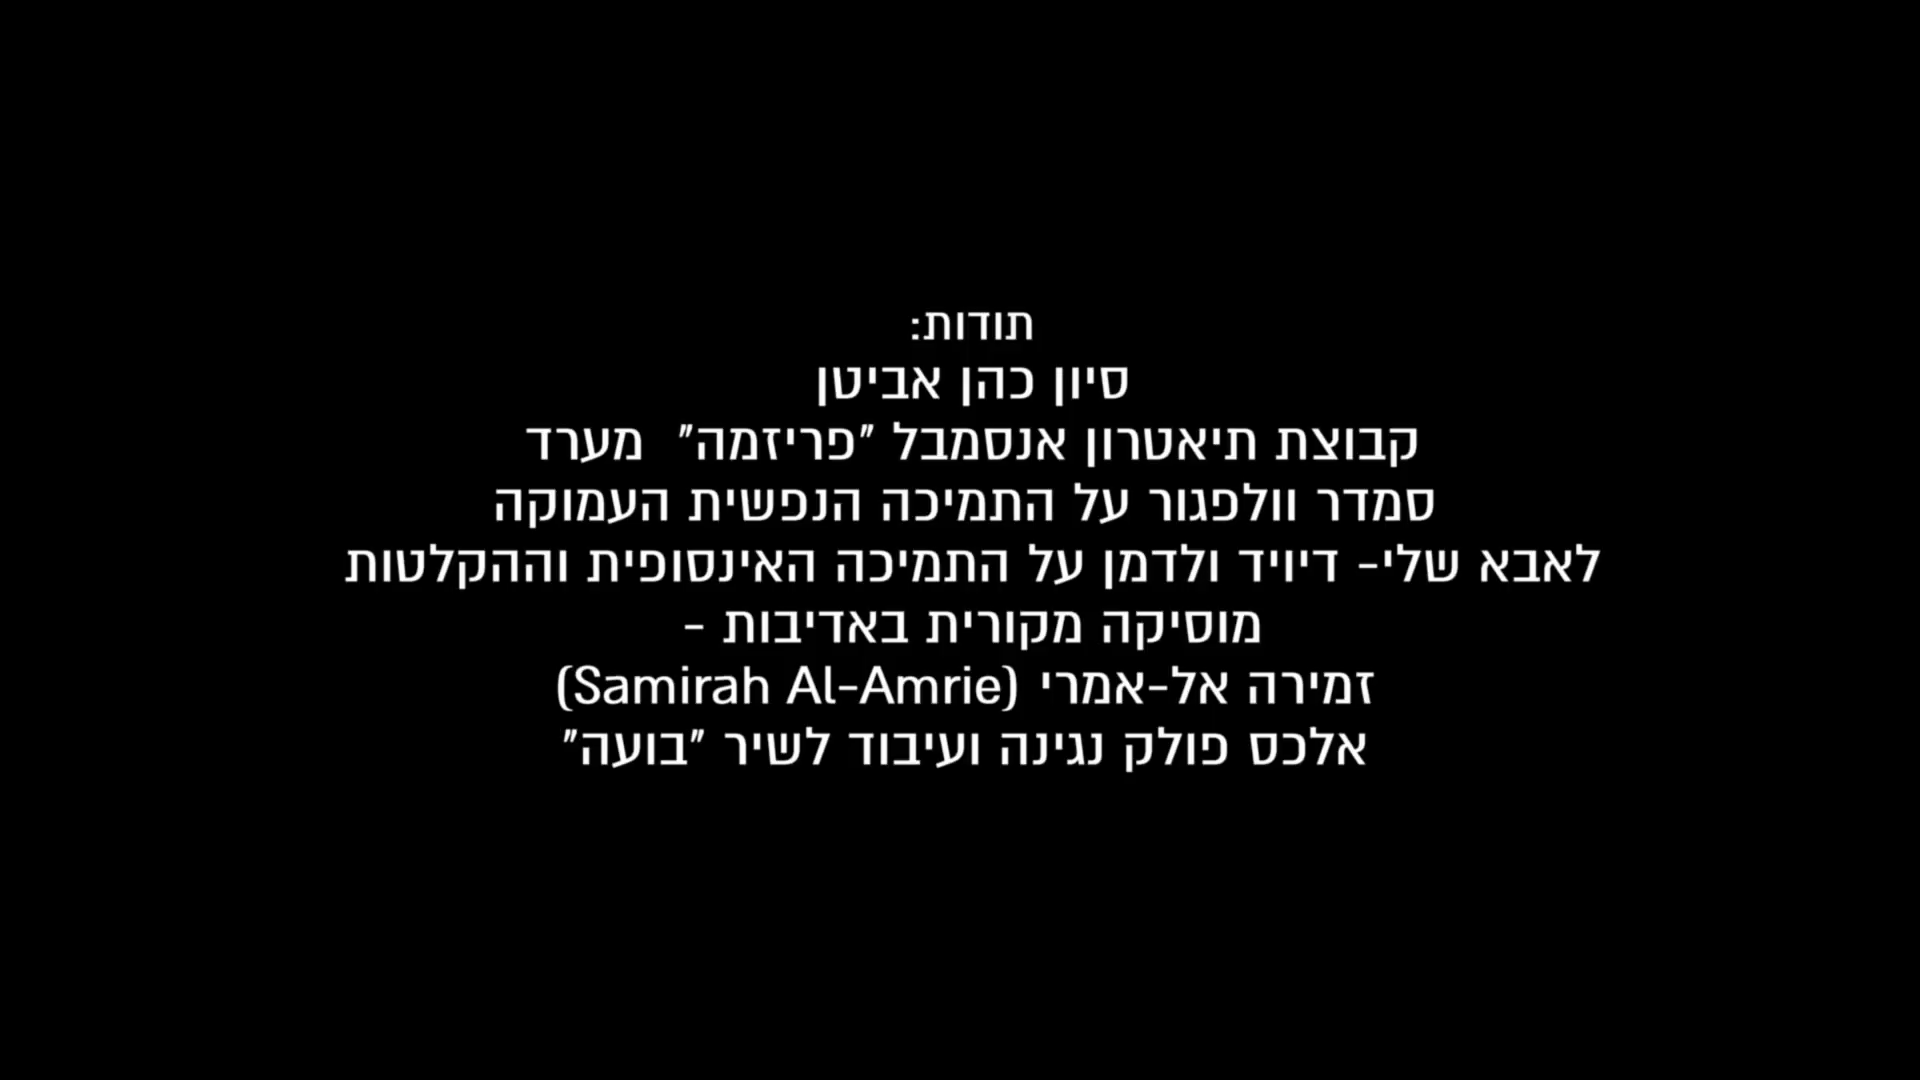 תודות:
סיון כהן אביטן
קבוצת תיאטרון אנסמבל "פריזמה" מערד
סמדר וולפגור על התמיכה הנפשית העמוקה
לאבא שלי- דיויד ולדמן על התמיכה האינסופית וההקלטות
מוסיקה מקורית באדיבות -
זמירה אל-אמרי (Samirah Al-Amrie)
אלכס פולק נגינה ועיבוד לשיר "בועה"